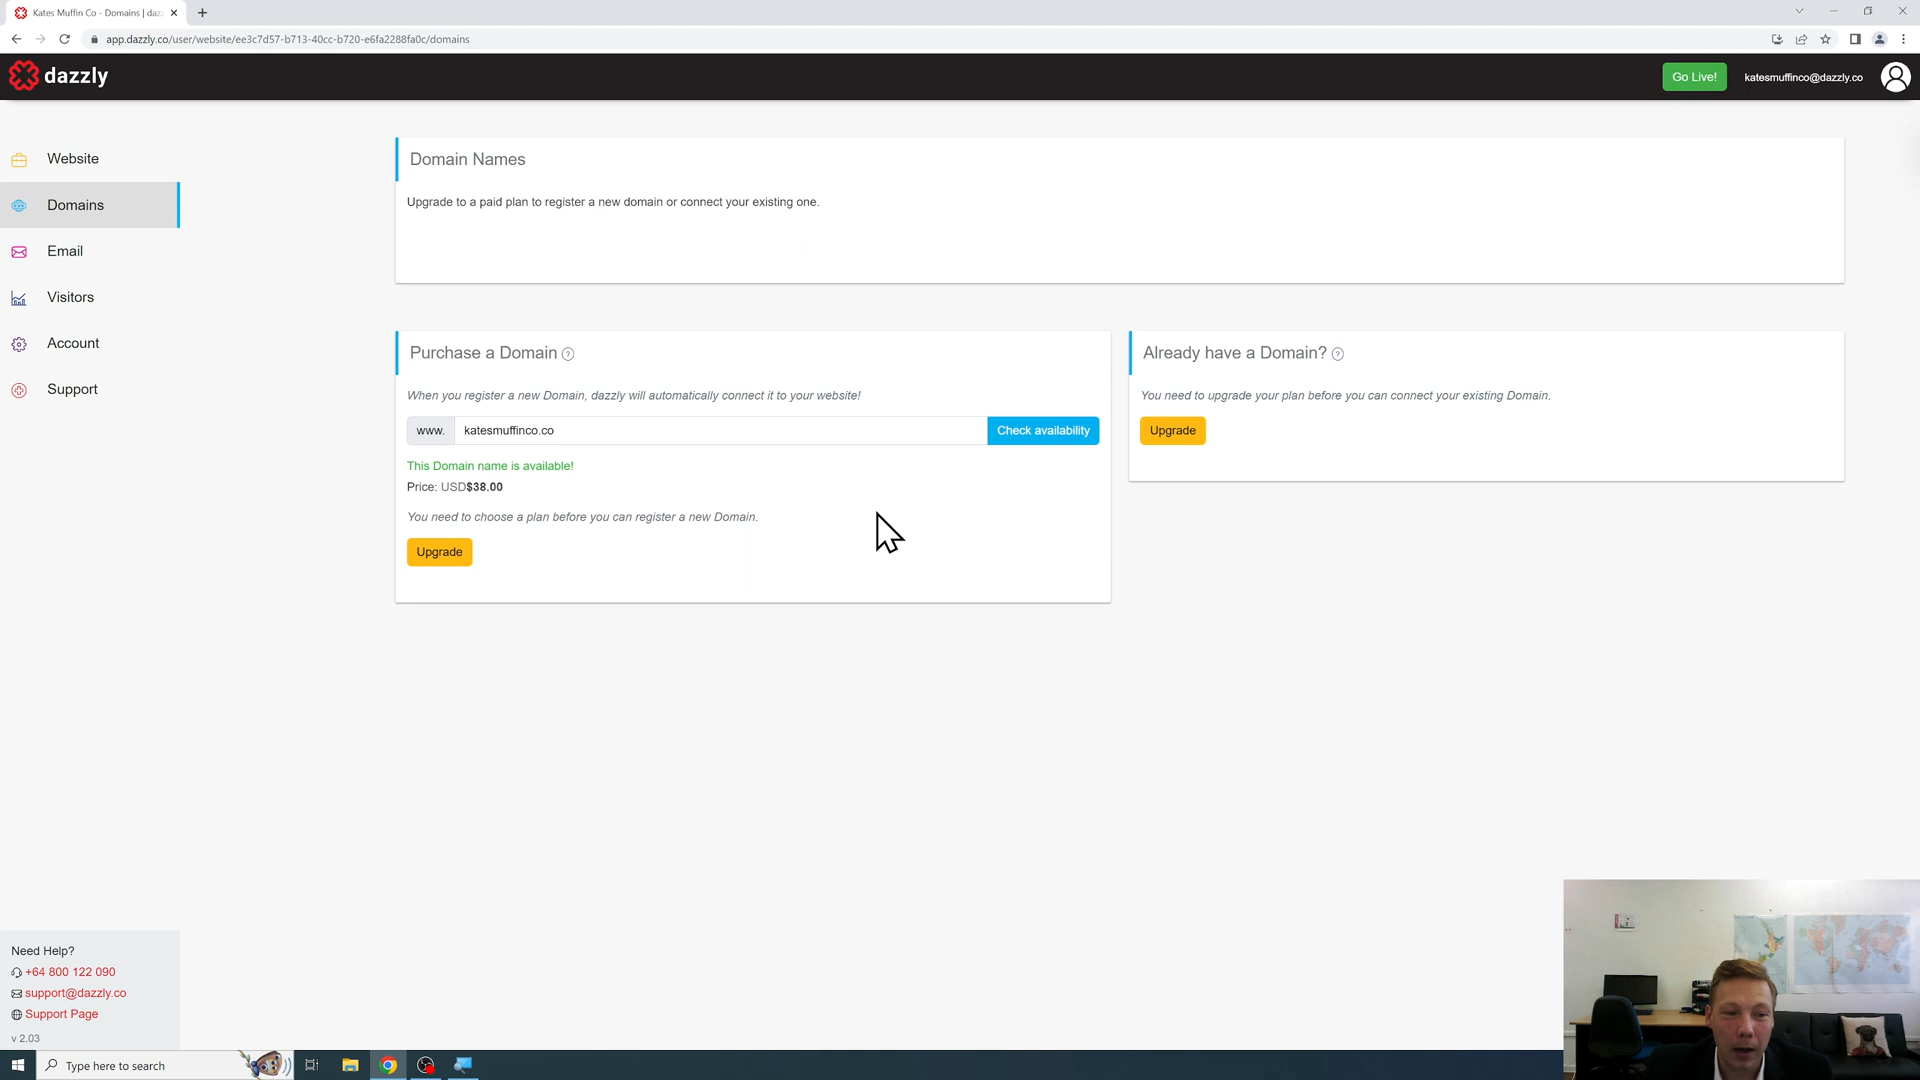 Kates Muffin Co - Domains | daz
app.dazzly.co/user/website/ee3c7d57-b713-40cc-b720-e6fa2288fa0c/domains
dazzly
Go Live!
katesmuffinco@dazzly.co
Website
Domains
Email
Visitors
Account
Support
Domain Names
Upgrade to a paid plan to register a new domain or connect your existing one.
Purchase a Domain ?
When you register a new Domain, dazzly will automatically connect it to your website!
www. katesmuffinco.co Check availability
This Domain name is available!
Price: USD$38.00
You need to choose a plan before you can register a new Domain.
Upgrade
Already have a Domain? ?
You need to upgrade your plan before you can connect your existing Domain.
Upgrade
Need Help?
+64 800 122 090
support@dazzly.co
Support Page
v 2.03
Type here to search